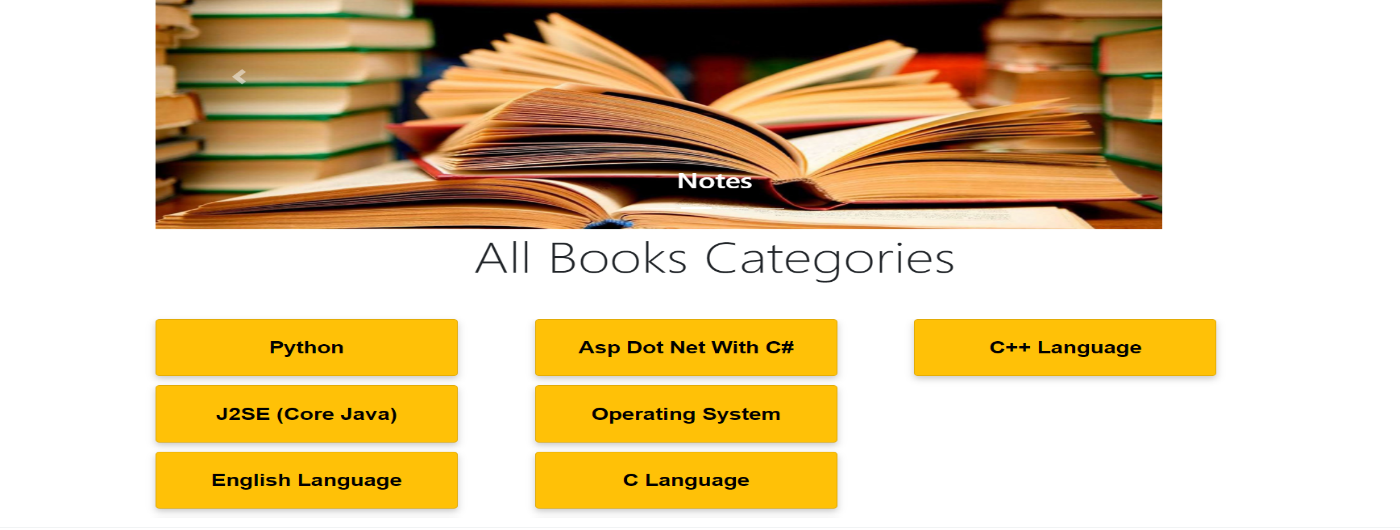 Notes
All Books Categories
Python
Asp Dot Net With C#
C++ Language
J2SE (Core Java)
Operating System
English Language
C Language